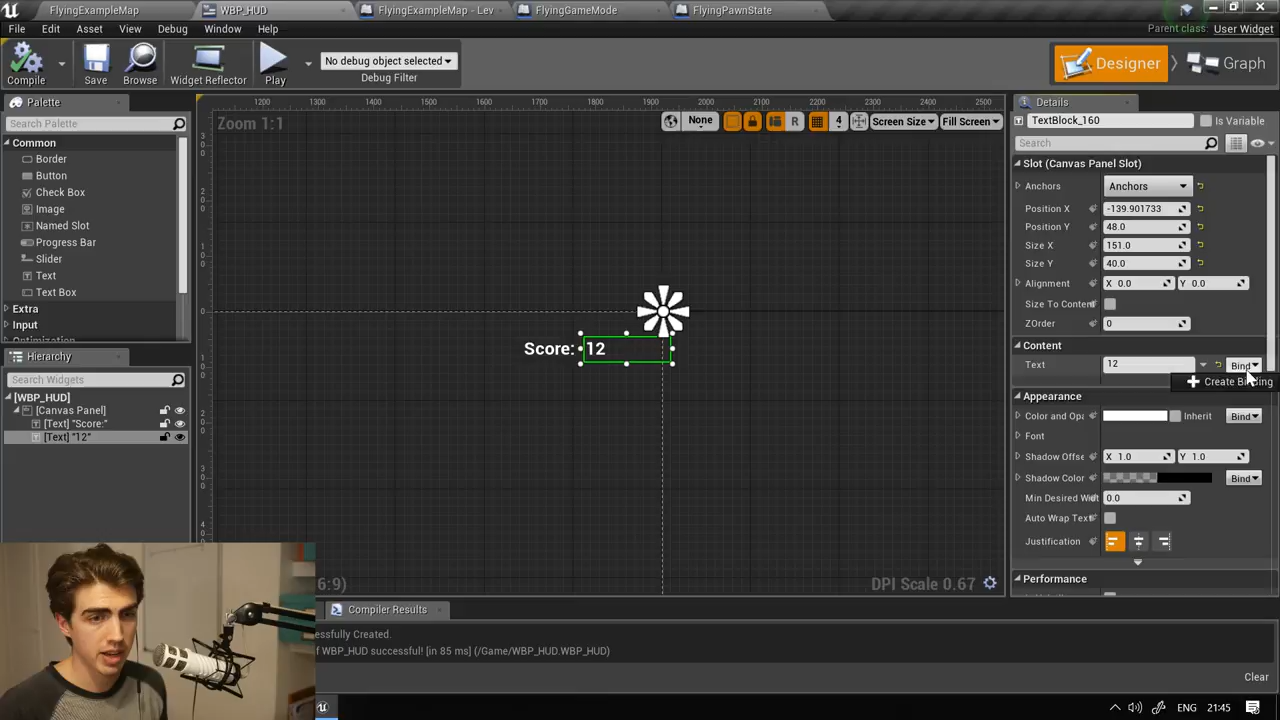 FlyingExampleMap
WBP_HUD
FlyingExampleMap - Lev
FlyingGameMode
FlyingPawnState
File
Edit
Asset
View
Debug
Window
Help
Parent class:
User Widget
Compile
Save
Browse
Widget Reflector
Play
No debug object selected
Debug Filter
Designer
Graph
Palette
Search Palette
Common
Border
Button
Check Box
Image
Named Slot
Progress Bar
Slider
Text
Text Box
Extra
Input
Optimization
Hierarchy
Search Widgets
[WBP_HUD]
[Canvas Panel]
[Text] "Score:"
[Text] "12"
1200
1300
1400
1500
1600
1700
1800
1900
2000
2100
2200
2300
2400
2500
Zoom 1:1
None
R
4
Screen Size
Fill Screen
Score:
12
6:9)
DPI Scale 0.67
Compiler Results
essfully Created.
f WBP_HUD successful! [in 85 ms] (/Game/WBP_HUD.WBP_HUD)
Clear
Details
TextBlock_160
Is Variable
Search
Slot (Canvas Panel Slot)
Anchors
Anchors
Position X
-139.901733
Position Y
48.0
Size X
151.0
Size Y
40.0
Alignment
X 0.0
Y 0.0
Size To Conten
ZOrder
0
Content
Text
12
Bind
Create Binding
Appearance
Color and Opa
Inherit
Bind
Font
Shadow Offse
X 1.0
Y 1.0
Shadow Color
Bind
Min Desired Wi
0.0
Auto Wrap Text
Justification
Performance
ENG
21:45